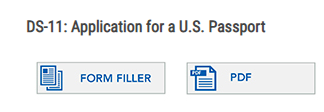 DS-11: Application for a U.S. Passport
FORM FILLER
PDF PDF